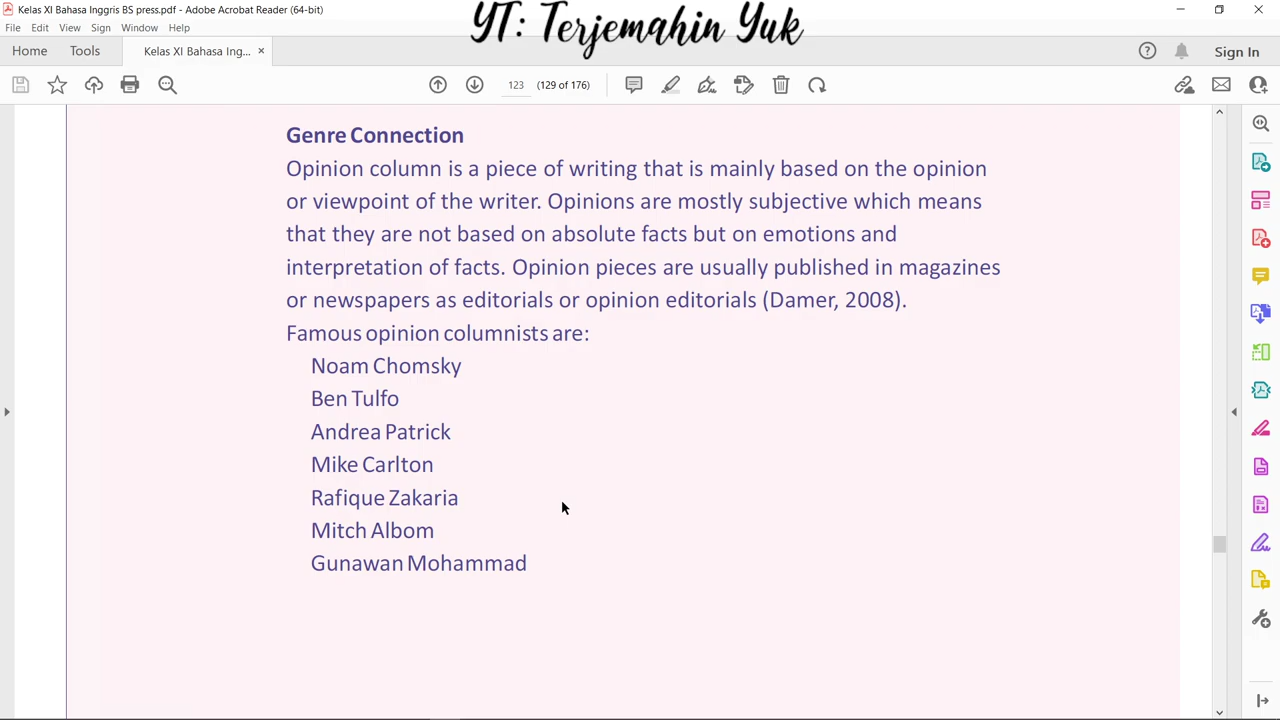 Kelas XI Bahasa Inggris BS press.pdf - Adobe Acrobat Reader (64-bit)
YT: Terjemahin Yuk
File Edit View Sign Window Help
Home Tools Kelas XI Bahasa Ing... × Sign In
123 (129 of 176)
Genre Connection
Opinion column is a piece of writing that is mainly based on the opinion
or viewpoint of the writer. Opinions are mostly subjective which means
that they are not based on absolute facts but on emotions and
interpretation of facts. Opinion pieces are usually published in magazines
or newspapers as editorials or opinion editorials (Damer, 2008).
Famous opinion columnists are:
Noam Chomsky
Ben Tulfo
Andrea Patrick
Mike Carlton
Rafique Zakaria
Mitch Albom
Gunawan Mohammad